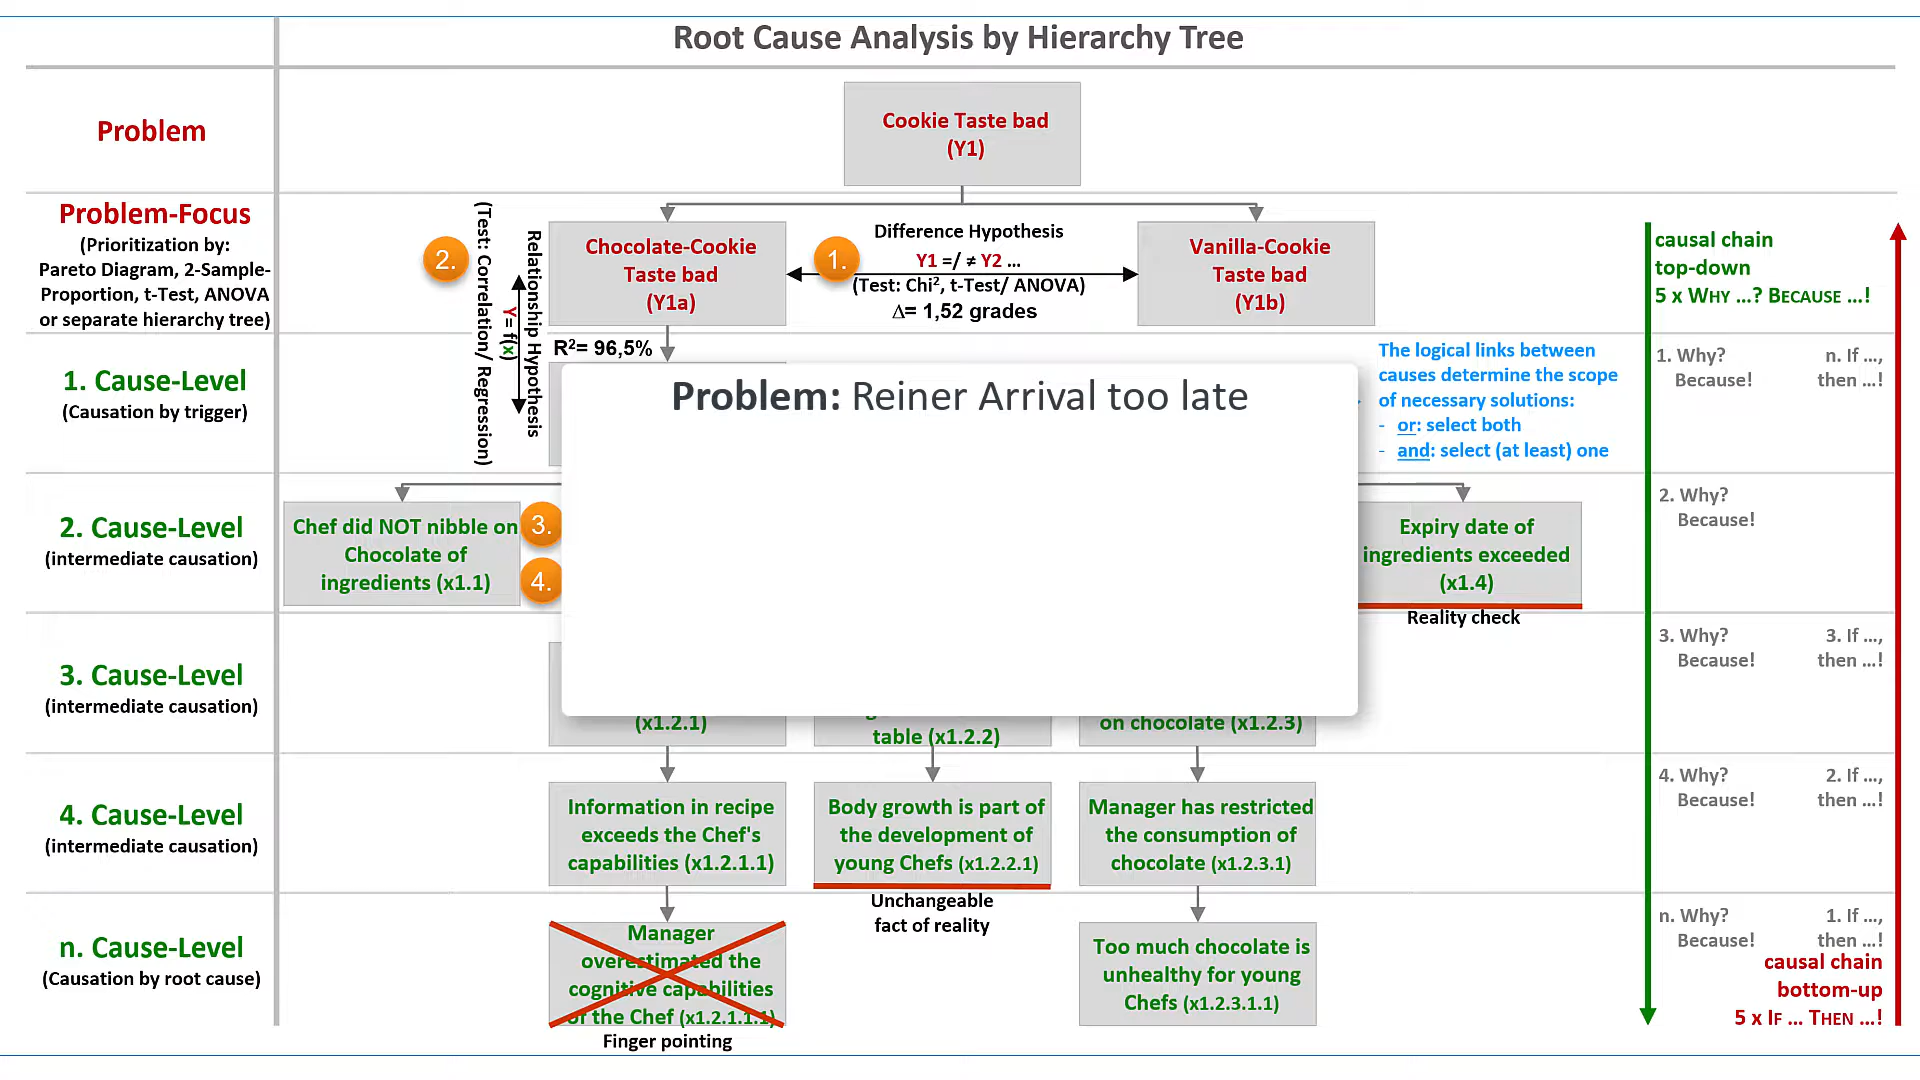 Root Cause Analysis by Hierarchy Tree
Problem
Cookie Taste bad
(Y1)
Problem-Focus
(Prioritization by:
Pareto Diagram, 2-Sample-
Proportion, t-Test, ANOVA
or separate hierarchy tree)
2.
(Test: Correlation/ Regression)
Relationship Hypothesis
Y= f(x)
Chocolate-Cookie
Taste bad
(Y1a)
1.
Difference Hypothesis
Y1 =/ ≠ Y2 ...
(Test: Chi², t-Test/ ANOVA)
Δ= 1,52 grades
Vanilla-Cookie
Taste bad
(Y1b)
causal chain
top-down
5 x WHY ...? BECAUSE ...!
R²= 96,5%
1. Cause-Level
(Causation by trigger)
Problem: Reiner Arrival too late
The logical links between
causes determine the scope
of necessary solutions:
- or: select both
- and: select (at least) one
1. Why?
Because!
n. If ...,
then ...!
2. Cause-Level
(intermediate causation)
Chef did NOT nibble on
Chocolate of
ingredients (x1.1)
3.
4.
Expiry date of
ingredients exceeded
(x1.4)
Reality check
2. Why?
Because!
3. Cause-Level
(intermediate causation)
(x1.2.1)
table (x1.2.2)
on chocolate (x1.2.3)
3. Why?
Because!
3. If ...,
then ...!
4. Cause-Level
(intermediate causation)
Information in recipe
exceeds the Chef's
capabilities (x1.2.1.1)
Body growth is part of
the development of
young Chefs (x1.2.2.1)
Unchangeable
fact of reality
Manager has restricted
the consumption of
chocolate (x1.2.3.1)
4. Why?
Because!
2. If ...,
then ...!
n. Cause-Level
(Causation by root cause)
Manager
overestimated the
cognitive capabilities
of the Chef (x1.2.1.1.1)
Finger pointing
Too much chocolate is
unhealthy for young
Chefs (x1.2.3.1.1)
n. Why?
Because!
1. If ...,
then ...!
causal chain
bottom-up
5 x IF ... THEN ...!